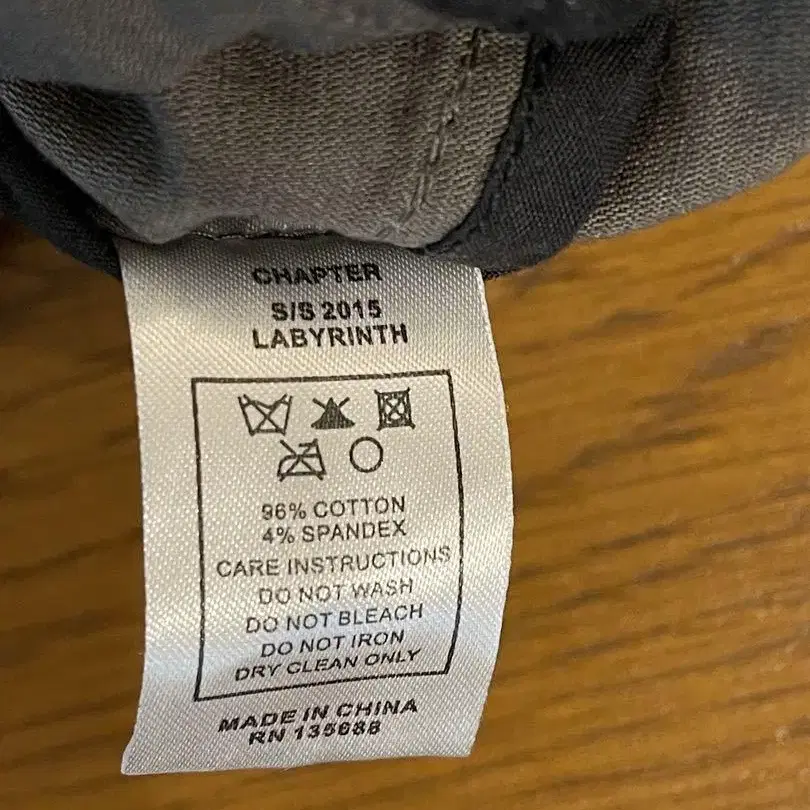 CHAPTER
S/S 2015
LABYRINTH
96% COTTON
4% SPANDEX
CARE INSTRUCTIONS
DO NOT WASH
DO NOT BLEACH
DO NOT IRON
DRY CLEAN ONLY
MADE IN CHINA
RN 135688